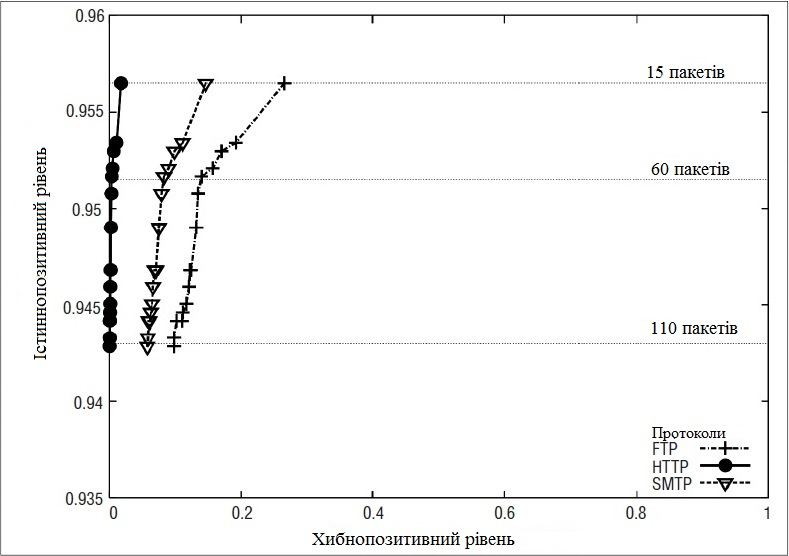 0.96
15 пакетів
0.955
60 пакетів
0.95
Істиннопозитивний рівень
0.945
110 пакетів
0.94
Протоколи
FTP
HTTP
SMTP
0.935
0 0.2 0.4 0.6 0.8 1
Хибнопозитивний рівень